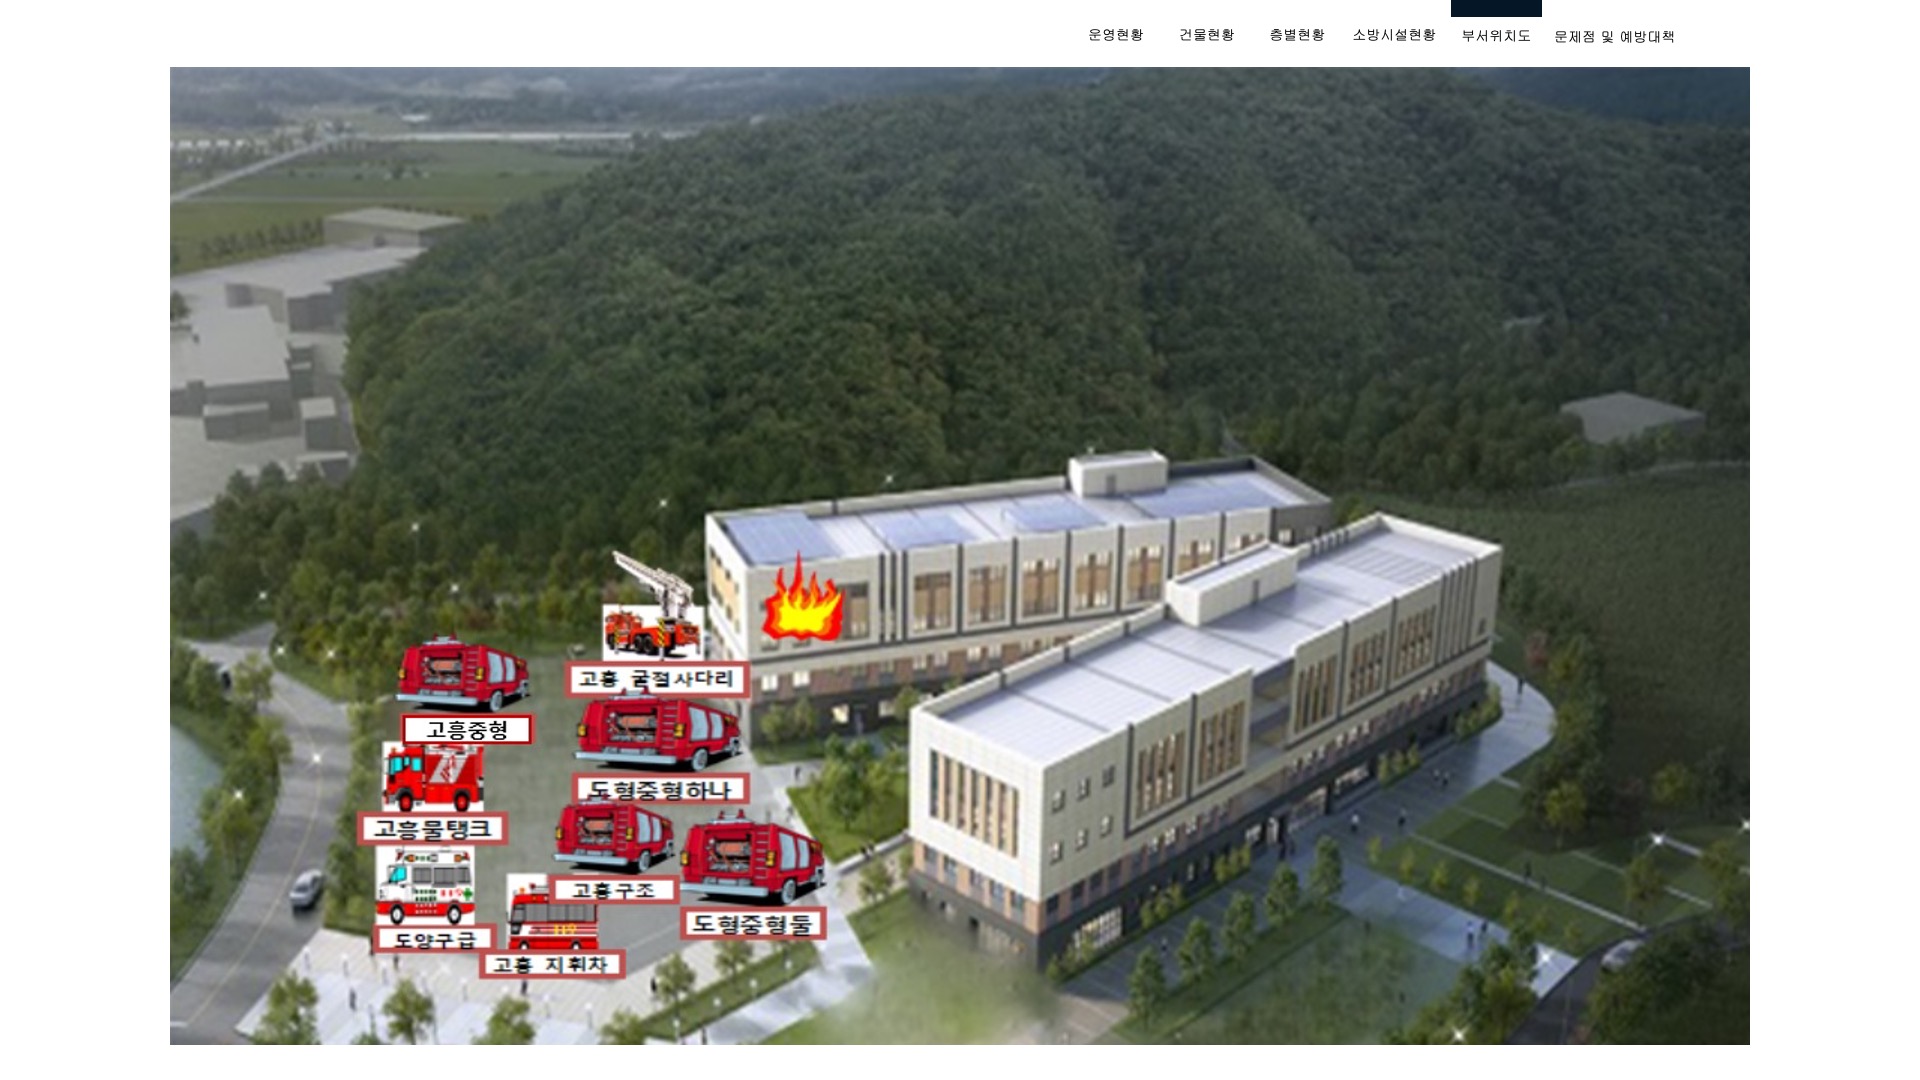 운영현황
건물현황
층별현황
소방시설현황
부서위치도
문제점 및 예방대책
고흥 굴절사다리
고흥중형
도형중형하나
고흥물탱크
고흥구조
도형중형둘
도양구급
고흥 지휘차